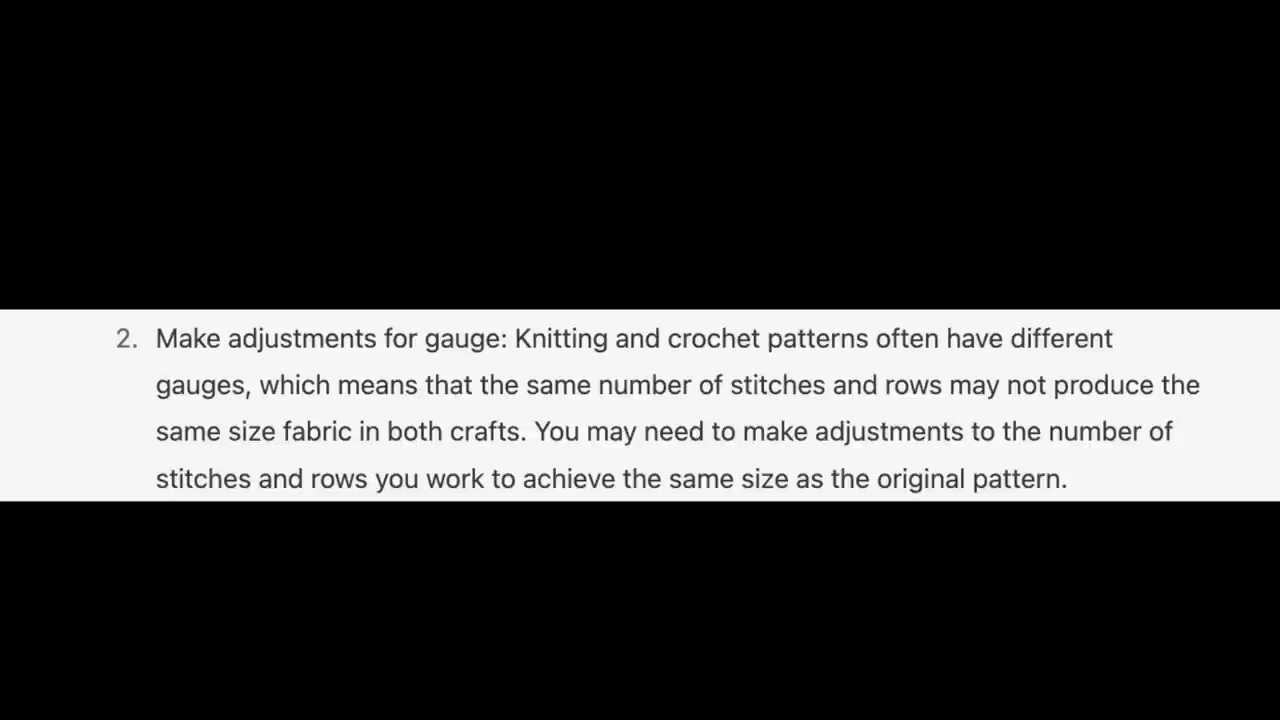 2. Make adjustments for gauge: Knitting and crochet patterns often have different
gauges, which means that the same number of stitches and rows may not produce the
same size fabric in both crafts. You may need to make adjustments to the number of
stitches and rows you work to achieve the same size as the original pattern.